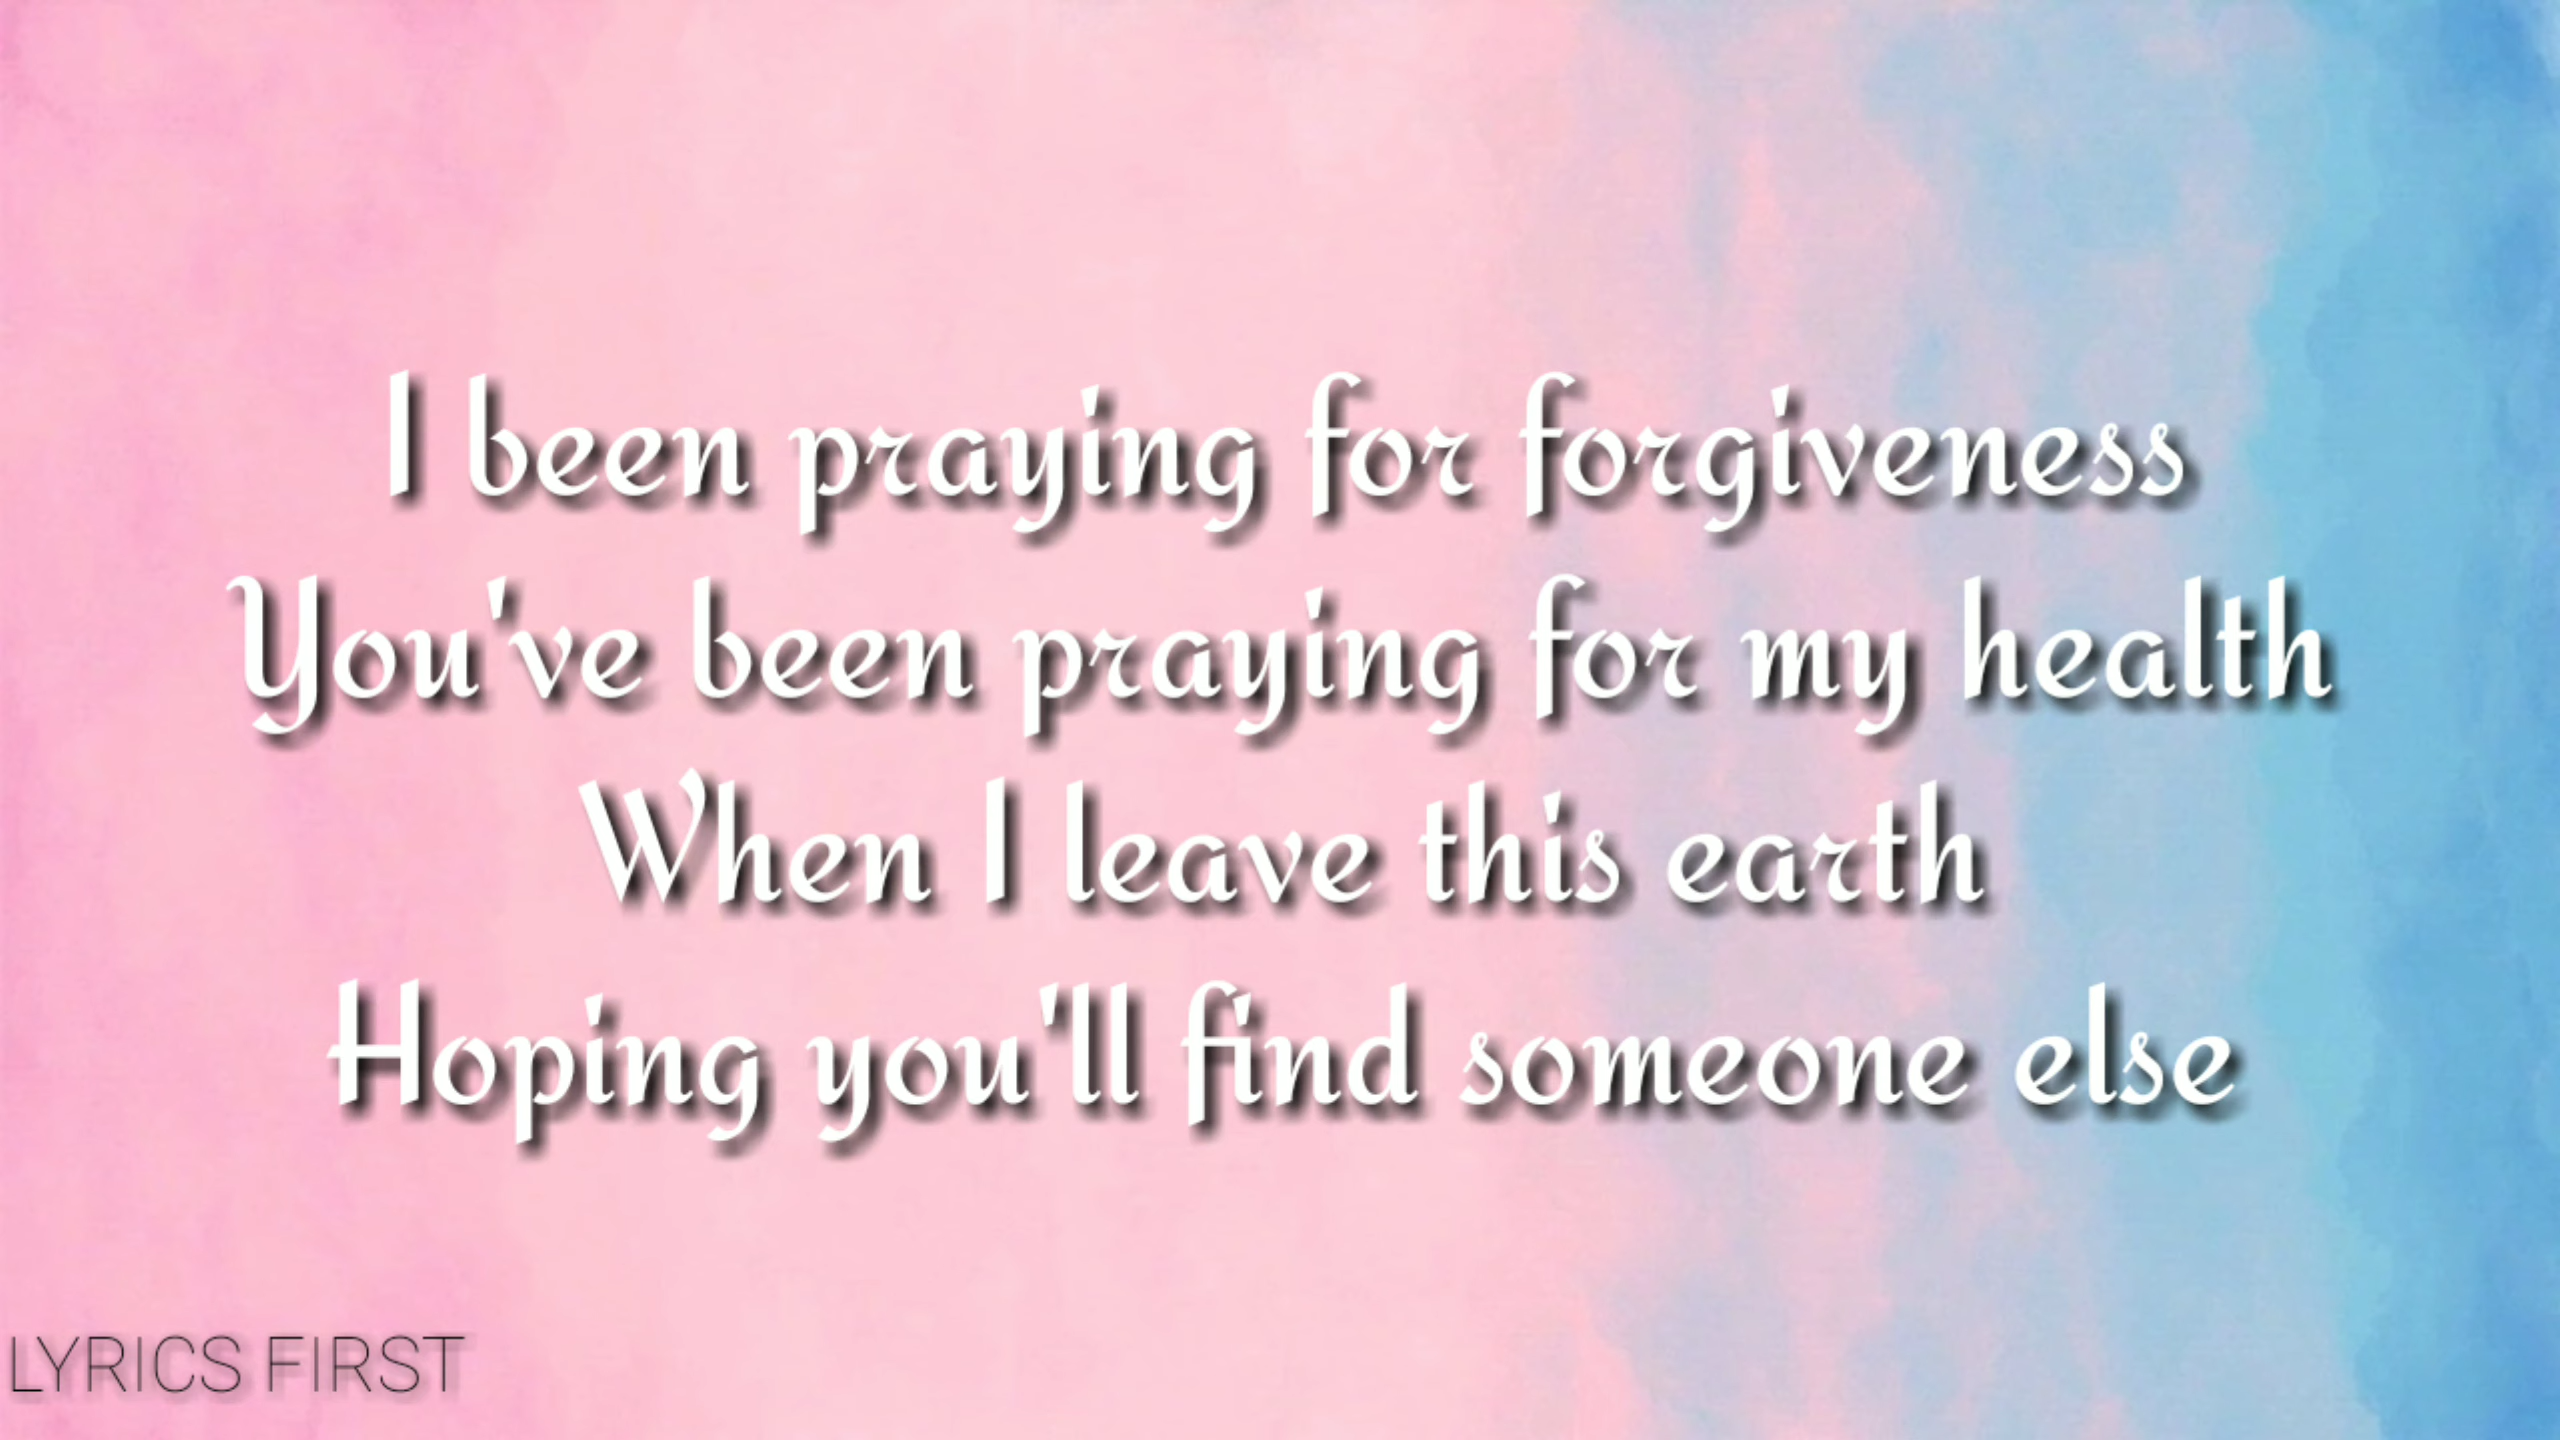 I been praying for forgiveness
You've been praying for my health
When I leave this earth
Hoping you'll find someone else
LYRICS FIRST